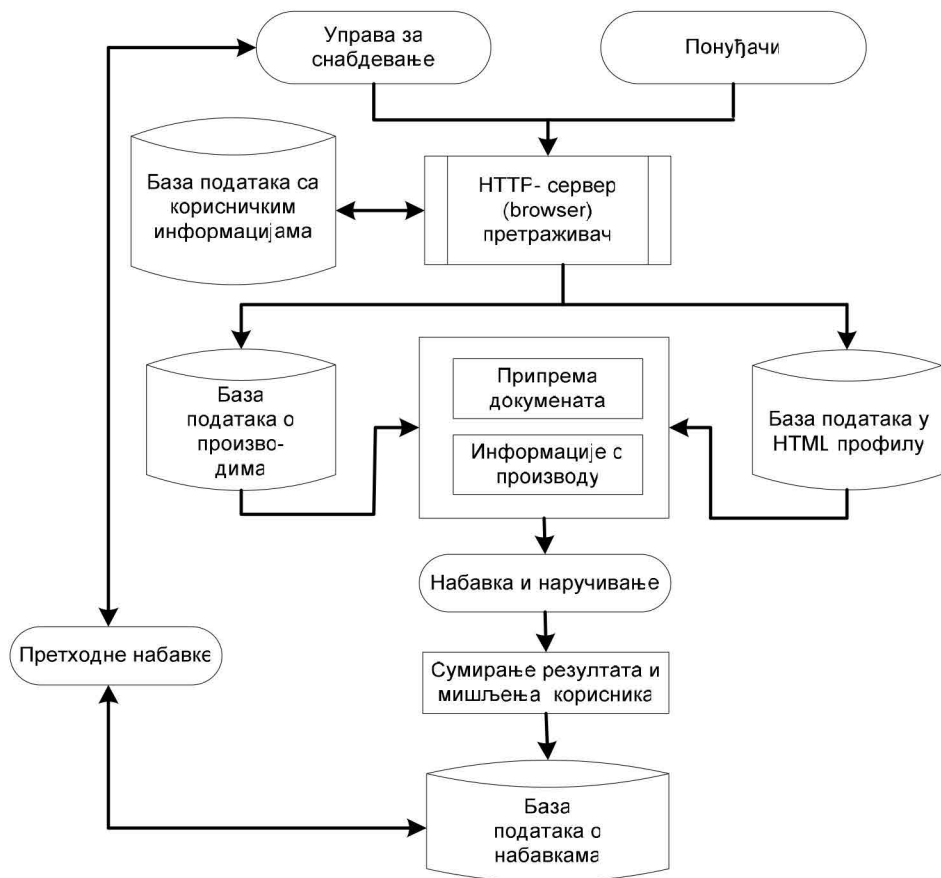 Управа за
снабдевање
Понуђачи
База података са
корисничким
информацијама
HTTF- сервер
(browser)
претраживач
База
података о
произво-
дима
Припрема
докумената
Информације с
производу
База података у
HTML профилу
Набавка и наручивање
Претходне набавке
Сумирање резултата и
мишљења корисника
База
података о
набавкама